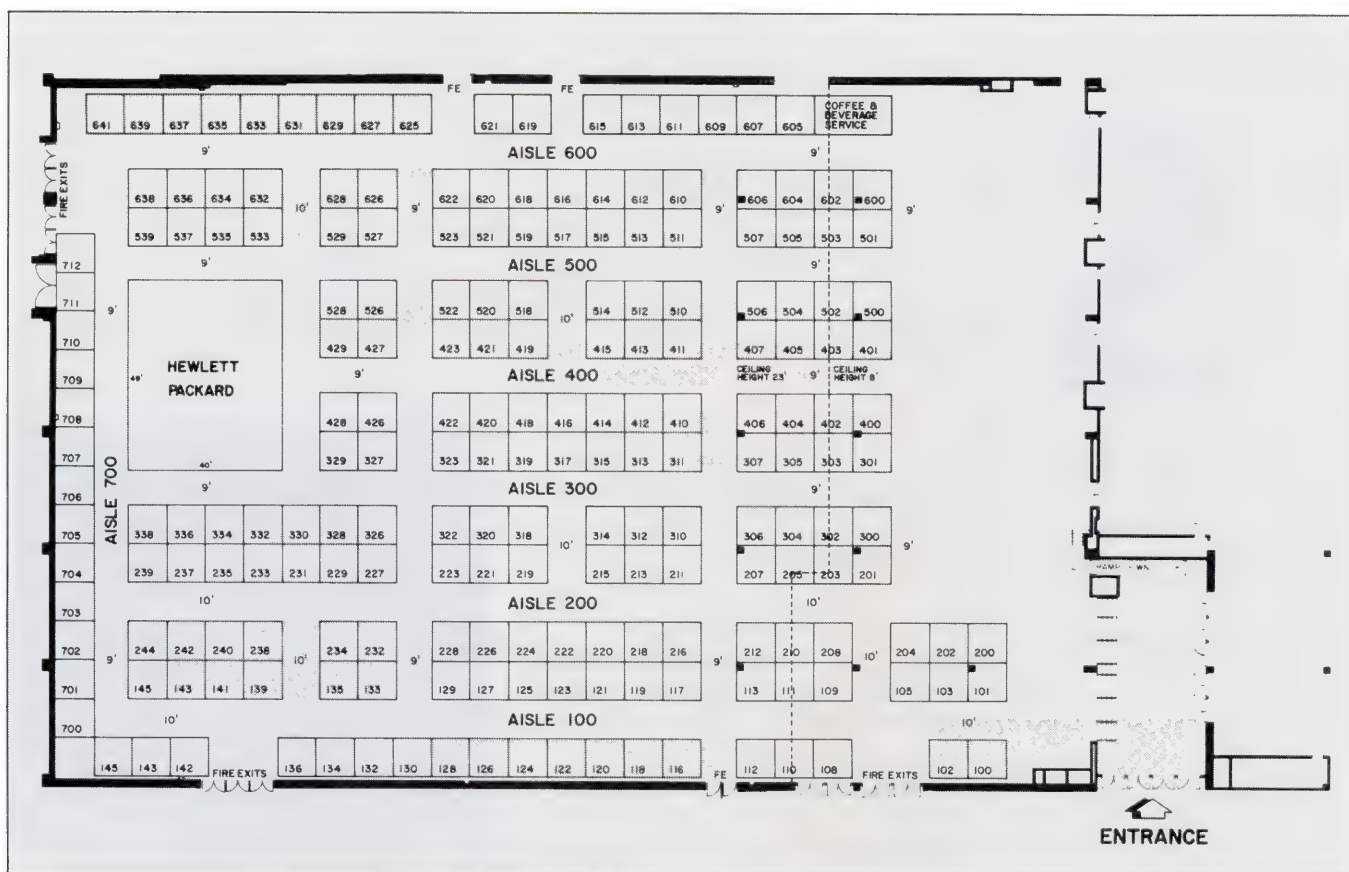 FE FE
COFFEE &
BEVERAGE
SERVICE
641 639 637 635 633 631 629 627 625 621 619 615 613 611 609 607 605
9' AISLE 600 9'
FIRE EXITS
638 636 634 632 10' 628 626 9' 622 620 618 616 614 612 610 9' 606 604 602 600 9'
539 537 535 533 529 527 523 521 519 517 515 513 511 507 505 503 501
9' AISLE 500 9'
712
711 9' 528 526 522 520 518 10' 514 512 510 506 504 502 500
710 429 427 423 421 419 415 413 411 407 405 403 401
HEWLETT
PACKARD
49'
40'
9' AISLE 400 CEILING HEIGHT 23' 9' CEILING HEIGHT 8'
709
708 428 426 422 420 418 416 414 412 410 406 404 402 400
707 329 327 323 321 319 317 315 313 311 307 305 303 301
AISLE 700
706 9' AISLE 300 9'
705 338 336 334 332 330 328 326 322 320 318 10' 314 312 310 306 304 302 300 9'
704 239 237 235 233 231 229 227 223 221 219 215 213 211 207 205 203 201
703 10' AISLE 200 10'
702 9' 244 242 240 238 10' 234 232 9' 228 226 224 222 220 218 216 9' 212 210 208 10' 204 202 200
701 145 143 141 139 135 133 129 127 125 123 121 119 117 113 111 109 105 103 101
700 10' AISLE 100 10'
145 143 142 FIRE EXITS 136 134 132 130 128 126 124 122 120 118 116 FE 112 110 108 FIRE EXITS 102 100
ENTRANCE